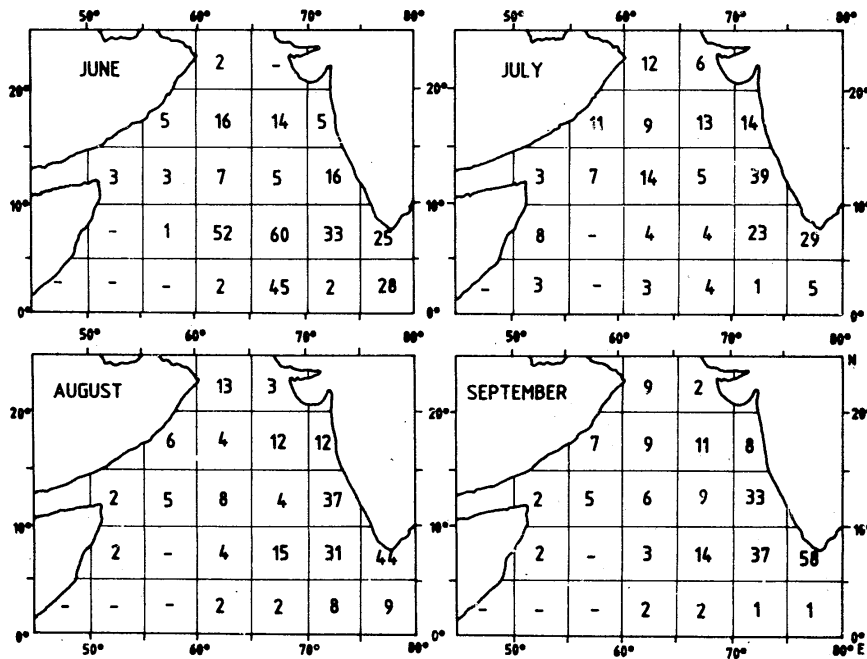 50° 60° 70° 80° 50° 60° 70° 80°
JUNE 2 - JULY 12 6
20° 20°
5 16 14 5 11 9 13 14
3 3 7 5 16 3 7 14 5 39
10° 10°
- 1 52 60 33 25 8 - 4 4 23 29
- - - 2 45 2 28 - 3 - 3 4 1 5
0° 0°
50° 60° 70° 80° 50° 60° 70° 80°
N
AUGUST 13 3 SEPTEMBER 9 2
20° 20° 20°
6 4 12 12 7 9 11 8
2 5 8 4 37 2 5 6 9 33
10° 10°
2 - 4 15 31 44 2 - 3 14 37 58
- - - 2 2 8 9 - - - 2 2 1 1
0° 0° 0°
50° 60° 70° 80° 50° 60° 70° 80° E